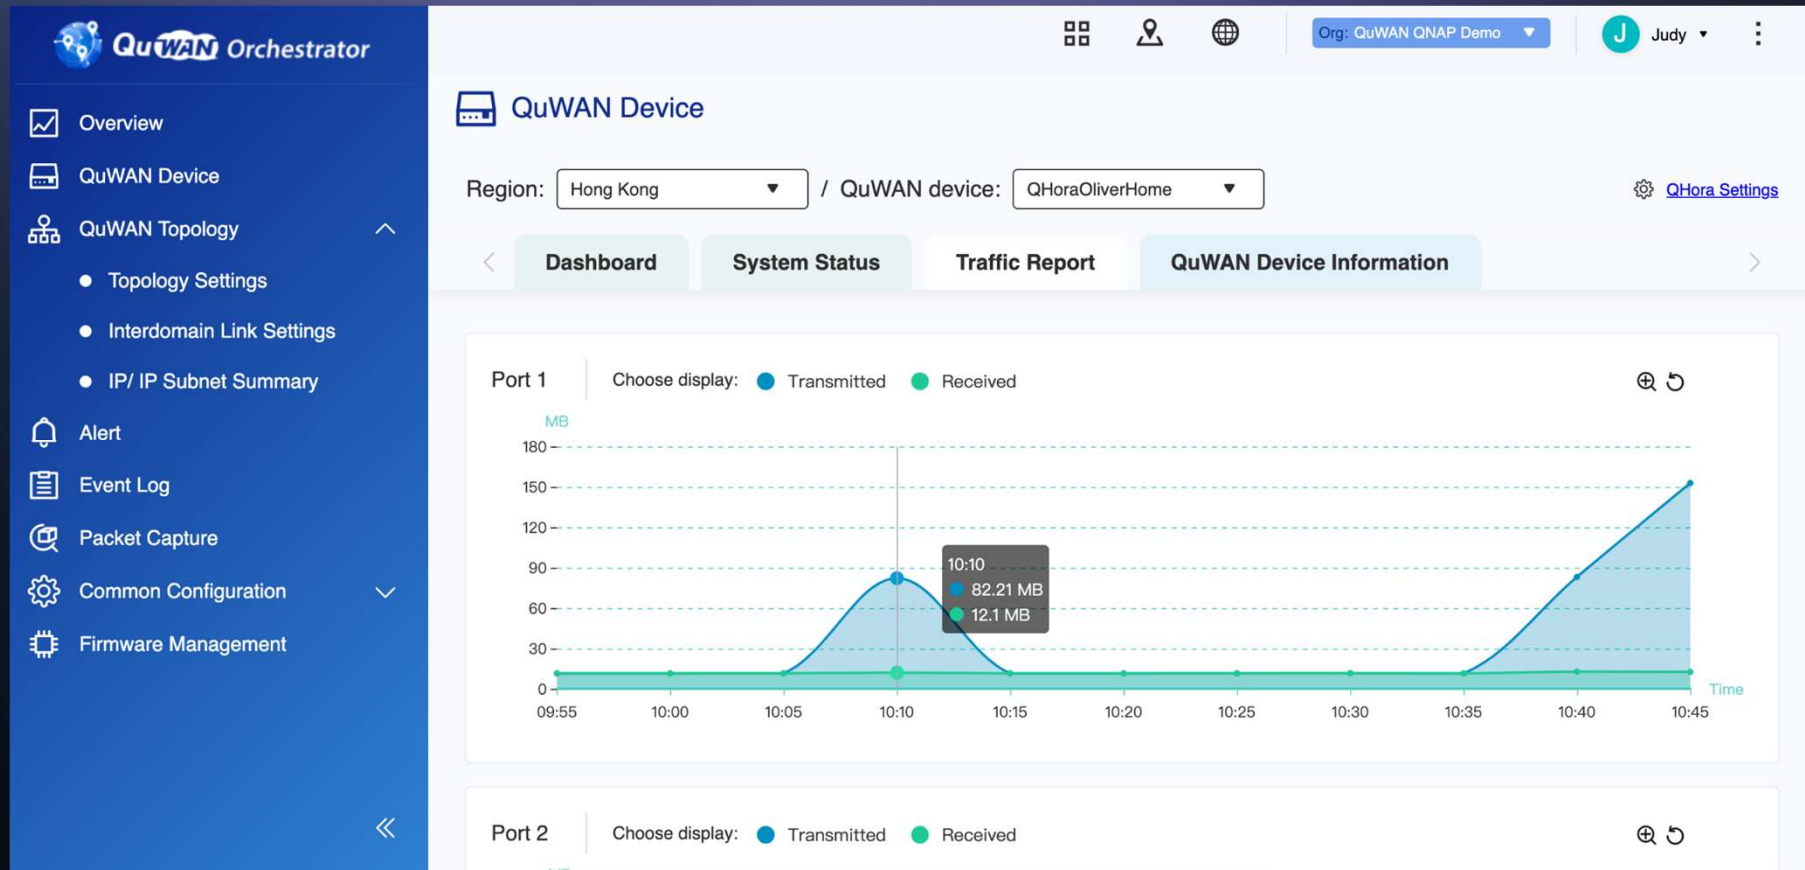 QuWAN Orchestrator
Org: QuWAN QNAP Demo
J
Judy
Overview
QuWAN Device
QuWAN Topology
Topology Settings
Interdomain Link Settings
IP/ IP Subnet Summary
Alert
Event Log
Packet Capture
Common Configuration
Firmware Management
QuWAN Device
Region: Hong Kong / QuWAN device: QHoraOliverHome
QHora Settings
Dashboard System Status Traffic Report QuWAN Device Information
Port 1 Choose display: Transmitted Received
MB
180
150
120
90
60
30
0
10:10
82.21 MB
12.1 MB
Time
09:55 10:00 10:05 10:10 10:15 10:20 10:25 10:30 10:35 10:40 10:45
Port 2 Choose display: Transmitted Received